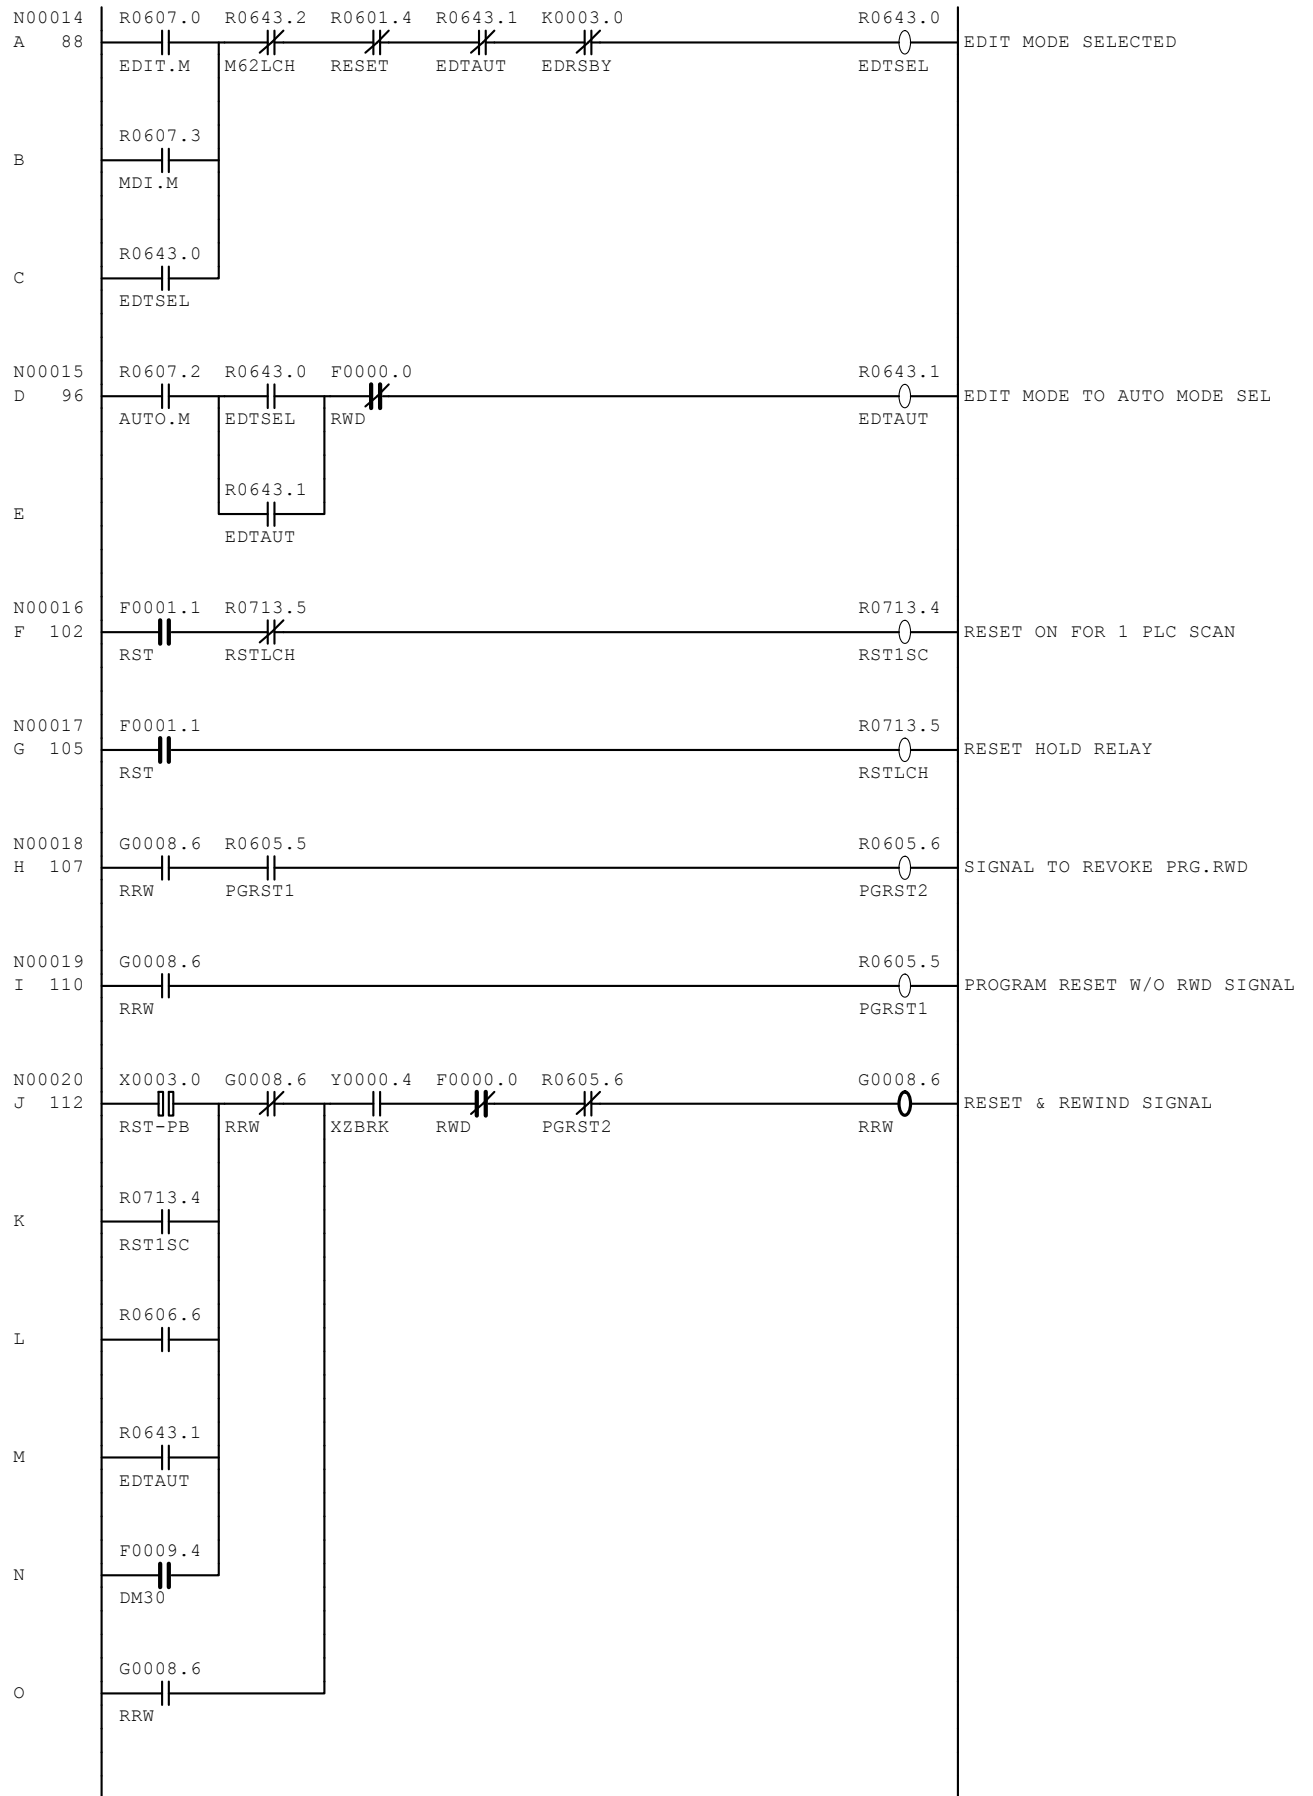 N00014 R0607.0 R0643.2 R0601.4 R0643.1 K0003.0 R0643.0
A 88 EDIT MODE SELECTED
EDIT.M M62LCH RESET EDTAUT EDRSBY EDTSEL
R0607.3
B
MDI.M
R0643.0
C
EDTSEL
N00015 R0607.2 R0643.0 F0000.0 R0643.1
D 96 EDIT MODE TO AUTO MODE SEL
AUTO.M EDTSEL RWD EDTAUT
R0643.1
E
EDTAUT
N00016 F0001.1 R0713.5 R0713.4
F 102 RESET ON FOR 1 PLC SCAN
RST RSTLCH RST1SC
N00017 F0001.1 R0713.5
G 105 RESET HOLD RELAY
RST RSTLCH
N00018 G0008.6 R0605.5 R0605.6
H 107 SIGNAL TO REVOKE PRG.RWD
RRW PGRST1 PGRST2
N00019 G0008.6 R0605.5
I 110 PROGRAM RESET W/O RWD SIGNAL
RRW PGRST1
N00020 X0003.0 G0008.6 Y0000.4 F0000.0 R0605.6 G0008.6
J 112 RESET & REWIND SIGNAL
RST-PB RRW XZBRK RWD PGRST2 RRW
R0713.4
K
RST1SC
R0606.6
L
R0643.1
M
EDTAUT
F0009.4
N
DM30
G0008.6
O
RRW